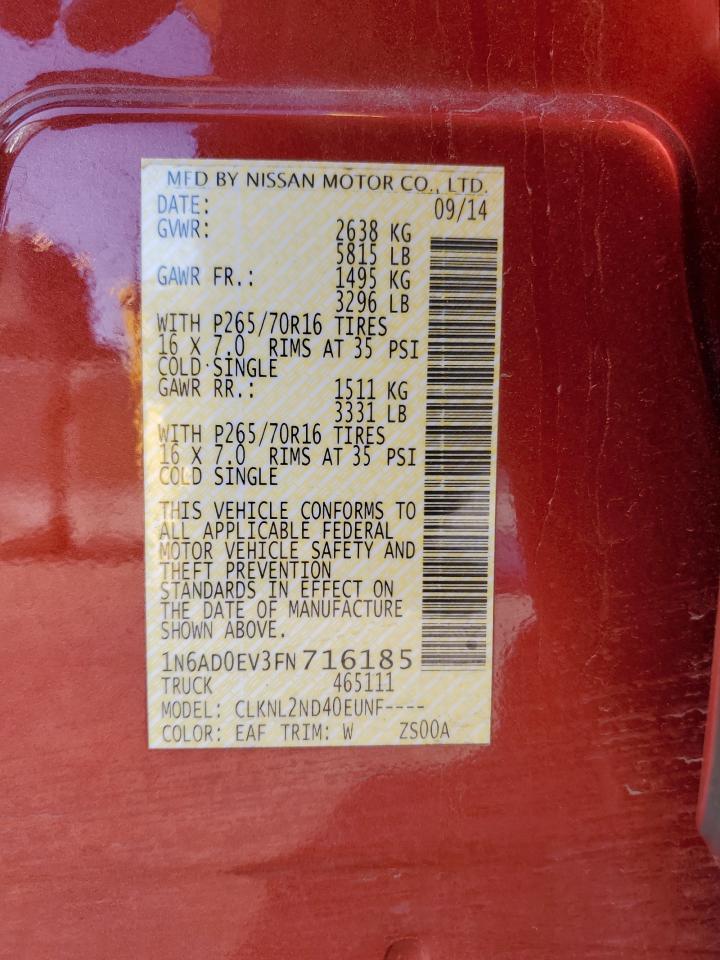 MFD BY NISSAN MOTOR CO., LTD.
DATE: 09/14
GVWR: 2638 KG
5815 LB
GAWR FR.: 1495 KG
3296 LB
WITH P265/70R16 TIRES
16 X 7.0 RIMS AT 35 PSI
COLD SINGLE
GAWR RR.: 1511 KG
3331 LB
WITH P265/70R16 TIRES
16 X 7.0 RIMS AT 35 PSI
COLD SINGLE
THIS VEHICLE CONFORMS TO
ALL APPLICABLE FEDERAL
MOTOR VEHICLE SAFETY AND
THEFT PREVENTION
STANDARDS IN EFFECT ON
THE DATE OF MANUFACTURE
SHOWN ABOVE.
1N6AD0EV3FN716185
TRUCK 465111
MODEL: CLKNL2ND40EUNF----
COLOR: EAF TRIM: W ZS00A